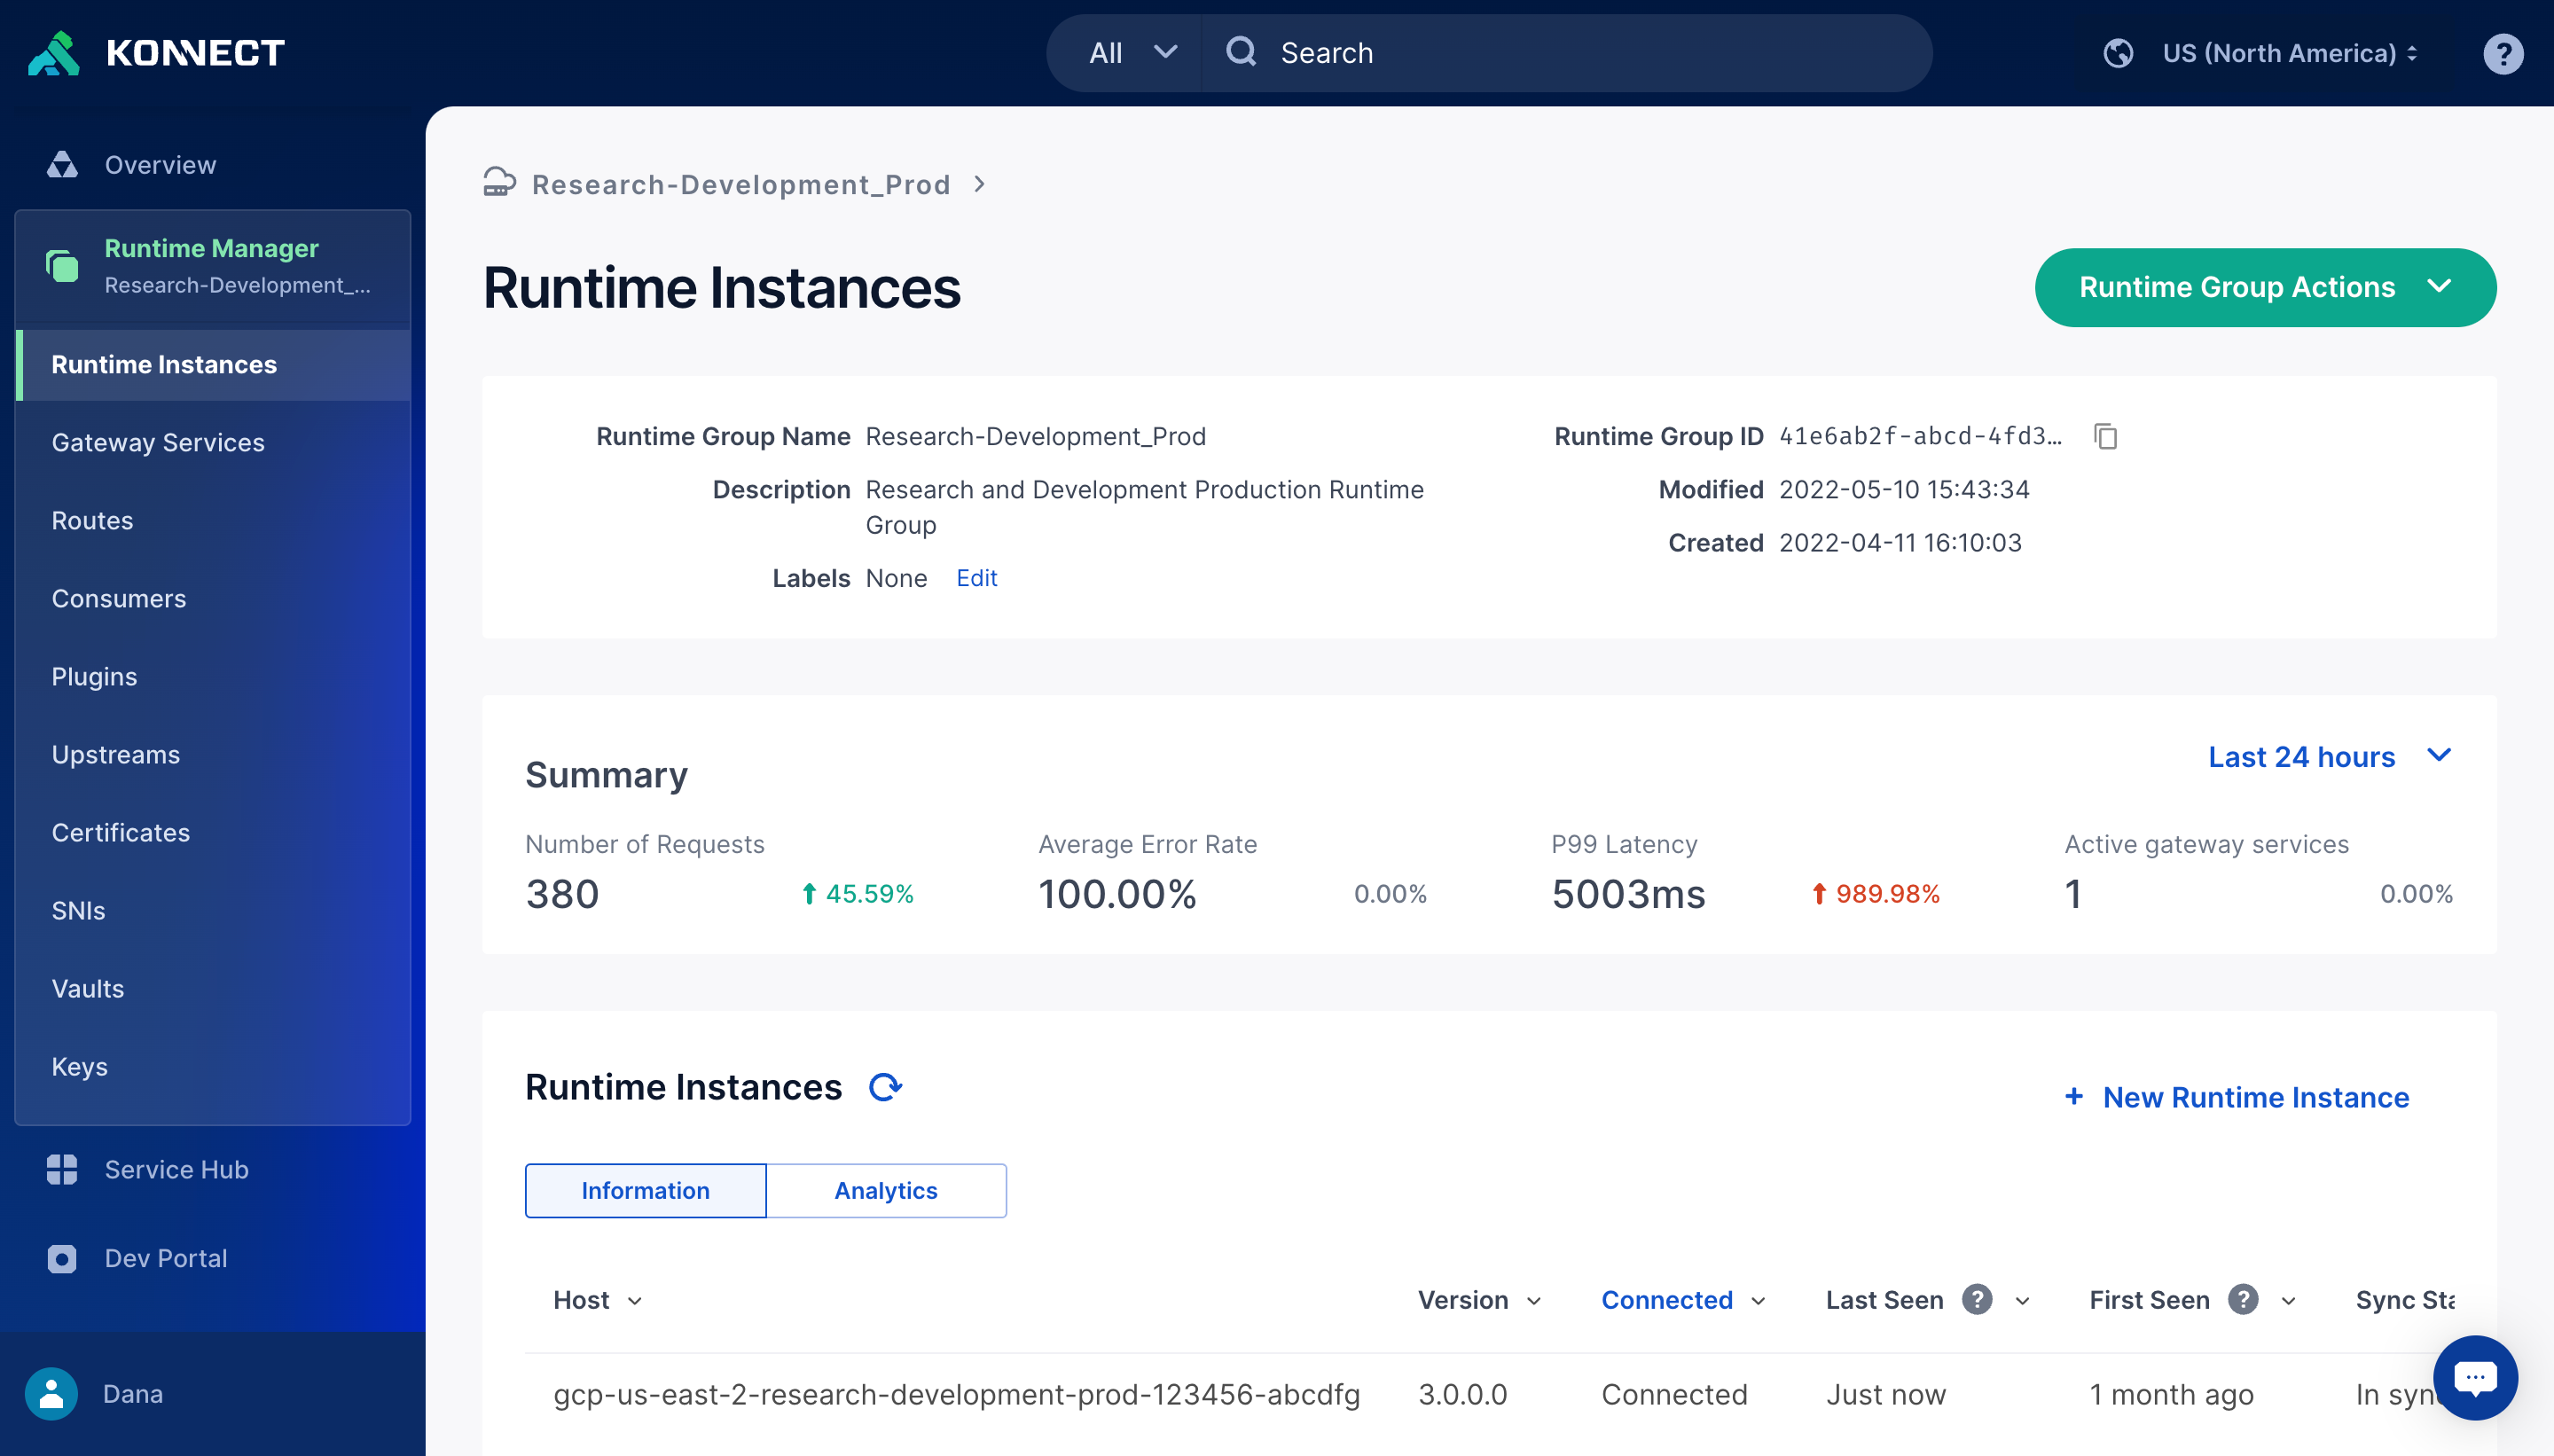 KONNECT
All
Search
US (North America)
?
Overview
Runtime Manager
Research-Development_...
Runtime Instances
Gateway Services
Routes
Consumers
Plugins
Upstreams
Certificates
SNIs
Vaults
Keys
Service Hub
Dev Portal
Dana
Research-Development_Prod
Runtime Instances
Runtime Group Actions
Runtime Group Name Research-Development_Prod
Description Research and Development Production Runtime
Group
Labels None Edit
Runtime Group ID 41e6ab2f-abcd-4fd3...
Modified 2022-05-10 15:43:34
Created 2022-04-11 16:10:03
Summary
Last 24 hours
Number of Requests
380 45.59%
Average Error Rate
100.00% 0.00%
P99 Latency
5003ms 989.98%
Active gateway services
1 0.00%
Runtime Instances
+ New Runtime Instance
Information Analytics
Host Version Connected Last Seen ? First Seen ? Sync
gcp-us-east-2-research-development-prod-123456-abcdfg 3.0.0.0 Connected Just now 1 month ago In